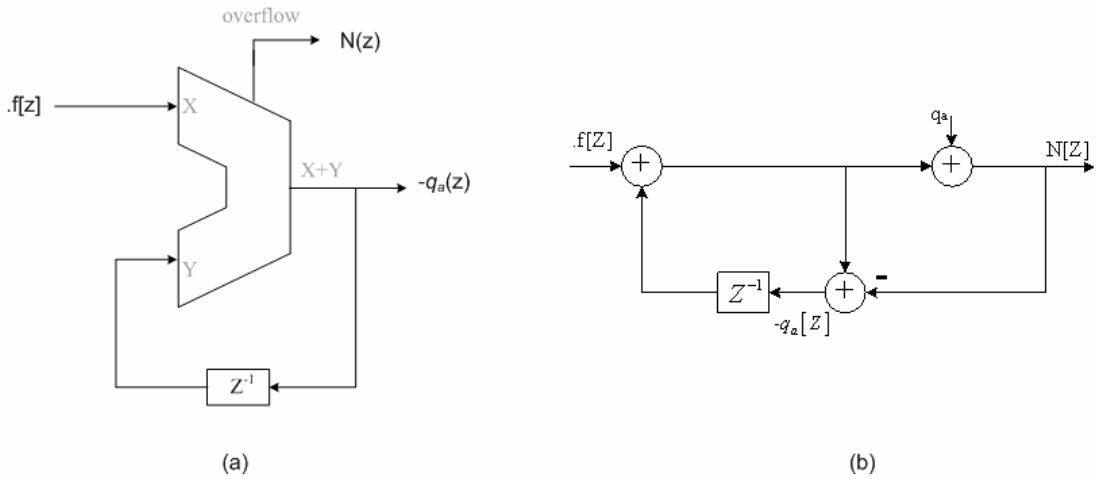 overflow
N(z)
.f[z]
X
X+Y
-qₐ(z)
Y
Z⁻¹
(a)
qₐ
.f[Z]
+
+
N[Z]
-
Z⁻¹
+
-qₐ[Z]
(b)